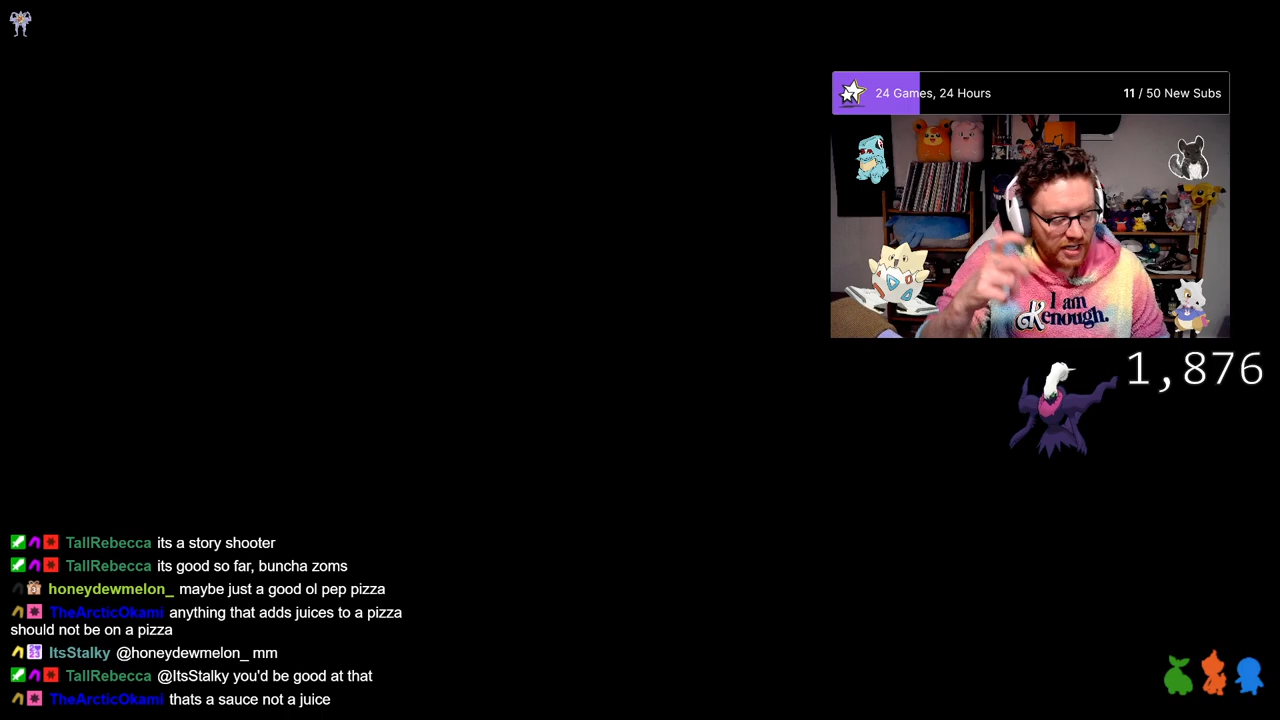 24 Games, 24 Hours
11 / 50 New Subs
I am
Kenough.
1,876
TallRebecca its a story shooter
TallRebecca its good so far, buncha zoms
honeydewmelon_ maybe just a good ol pep pizza
TheArcticOkami anything that adds juices to a pizza
should not be on a pizza
ItsStalky @honeydewmelon_ mm
TallRebecca @ItsStalky you'd be good at that
TheArcticOkami thats a sauce not a juice